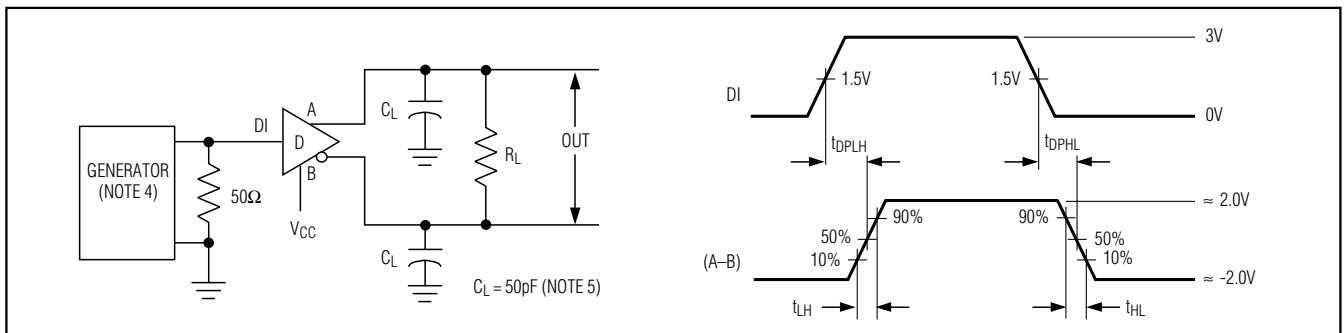 GENERATOR
(NOTE 4)
50Ω
DI
D
A
B
VCC
CL
CL
RL
OUT
CL = 50pF (NOTE 5)
DI
1.5V
1.5V
3V
0V
tDPLH
tDPHL
(A–B)
10%
50%
90%
90%
50%
10%
≈ 2.0V
≈ -2.0V
tLH
tHL